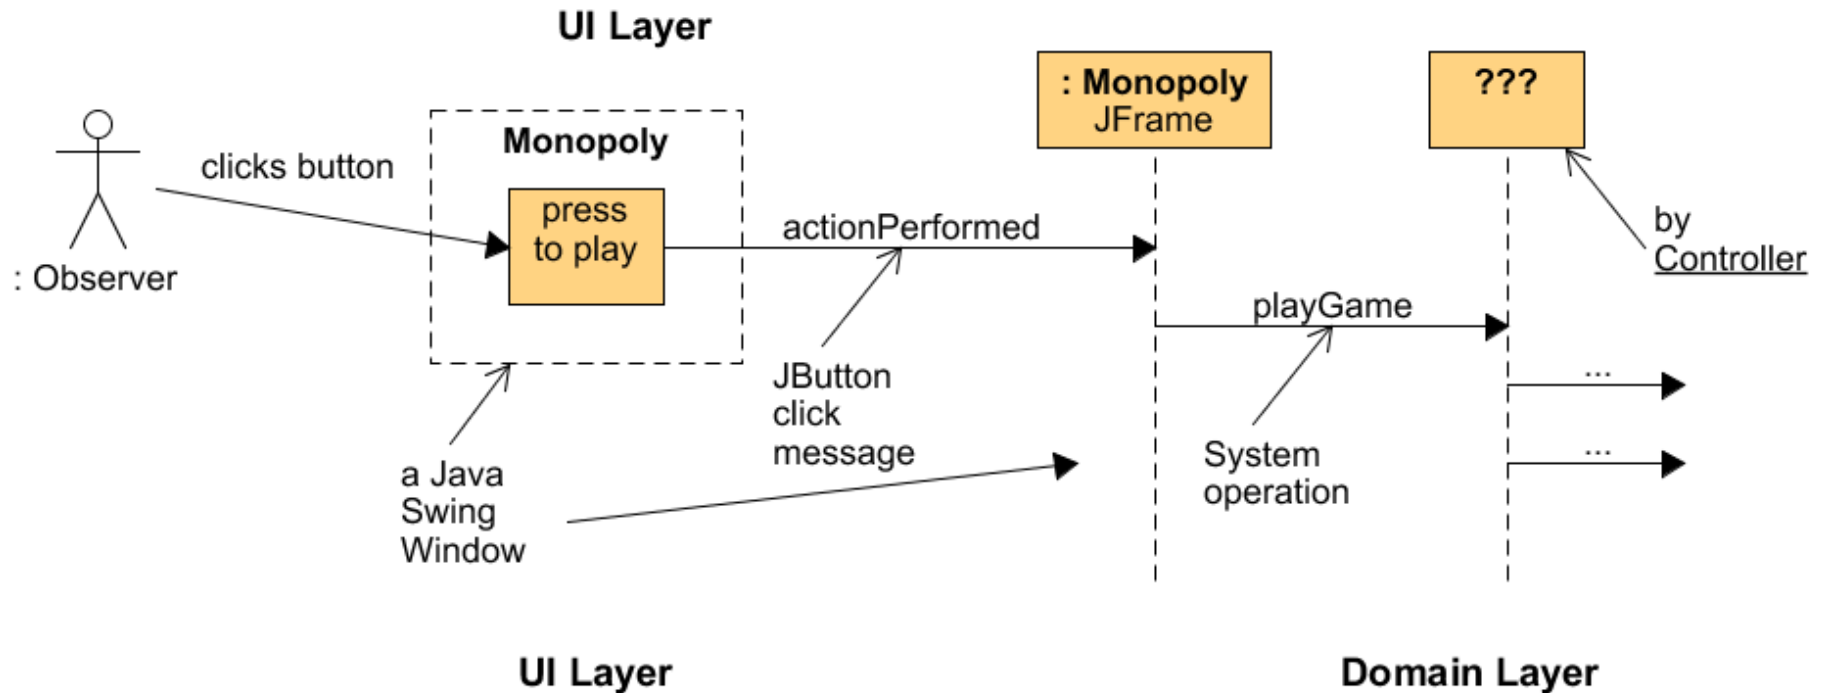 UI Layer
: Monopoly
JFrame
???
Monopoly
clicks button
press
to play
actionPerformed
by
Controller
: Observer
playGame
...
JButton
click
message
...
System
operation
a Java
Swing
Window
UI Layer
Domain Layer